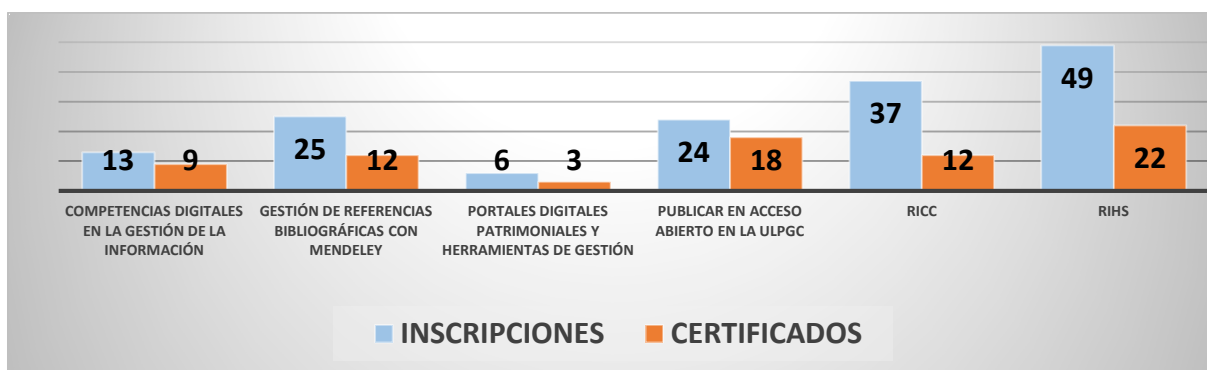 13 9 25 12 6 3 24 18 37 12 49 22
COMPETENCIAS DIGITALES
EN LA GESTIÓN DE LA
INFORMACIÓN
GESTIÓN DE REFERENCIAS
BIBLIOGRÁFICAS CON
MENDELEY
PORTALES DIGITALES
PATRIMONIALES Y
HERRAMIENTAS DE GESTIÓN
PUBLICAR EN ACCESO
ABIERTO EN LA ULPGC
RICC
RIHS
INSCRIPCIONES CERTIFICADOS